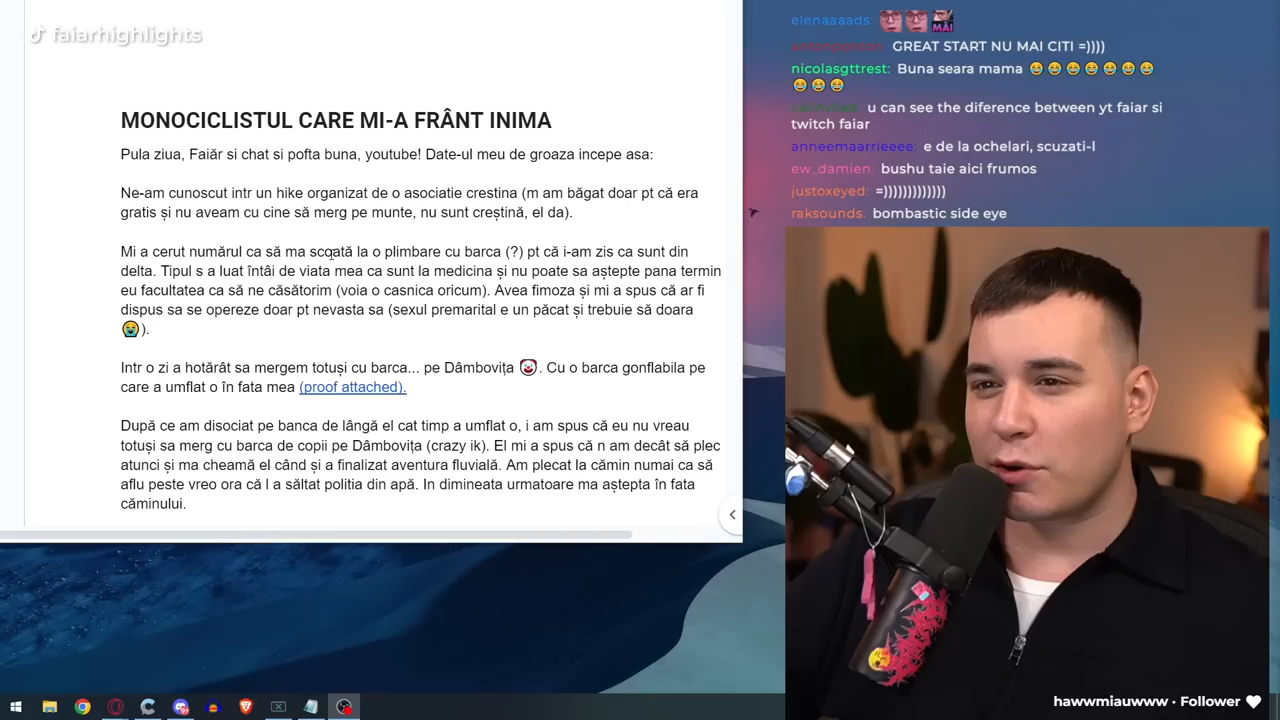 faiarhighlights
MONOCICLISTUL CARE MI-A FRÂNT INIMA
Pula ziua, Faiăr si chat si pofta buna, youtube! Date-ul meu de groaza incepe asa:
Ne-am cunoscut intr un hike organizat de o asociatie crestina (m am băgat doar pt că era
gratis și nu aveam cu cine să merg pe munte, nu sunt creștină, el da).
Mi a cerut numărul ca să ma scoată la o plimbare cu barca (?) pt că i-am zis ca sunt din
delta. Tipul s a luat întâi de viata mea ca sunt la medicina și nu poate sa aștepte pana termin
eu facultatea ca să ne căsătorim (voia o casnica oricum). Avea fimoza și mi a spus că ar fi
dispus sa se opereze doar pt nevasta sa (sexul premarital e un păcat și trebuie să doara
😭).
Intr o zi a hotărât sa mergem totuși cu barca... pe Dâmbovița 🤡. Cu o barca gonflabila pe
care a umflat o în fata mea (proof attached).
După ce am disociat pe banca de lângă el cat timp a umflat o, i am spus că eu nu vreau
totuși sa merg cu barca de copii pe Dâmbovița (crazy ik). El mi a spus că n am decât să plec
atunci și ma cheamă el când și a finalizat aventura fluvială. Am plecat la cămin numai ca să
aflu peste vreo ora că l a săltat politia din apă. In dimineata urmatoare ma aștepta în fata
căminului.
elenaaaads:
MĂI
GREAT START NU MAI CITI =))))
nicolasgttrest: Buna seara mama 😂😂😂😂😂😂😂
😂😂😂
u can see the diference between yt faiar si
twitch faiar
anneemaarrieeee: e de la ochelari, scuzati-l
ew_damien: bushu taie aici frumos
justoxeyed: =)))))))))))))
raksounds: bombastic side eye
hawwmiauwww · Follower 🤍